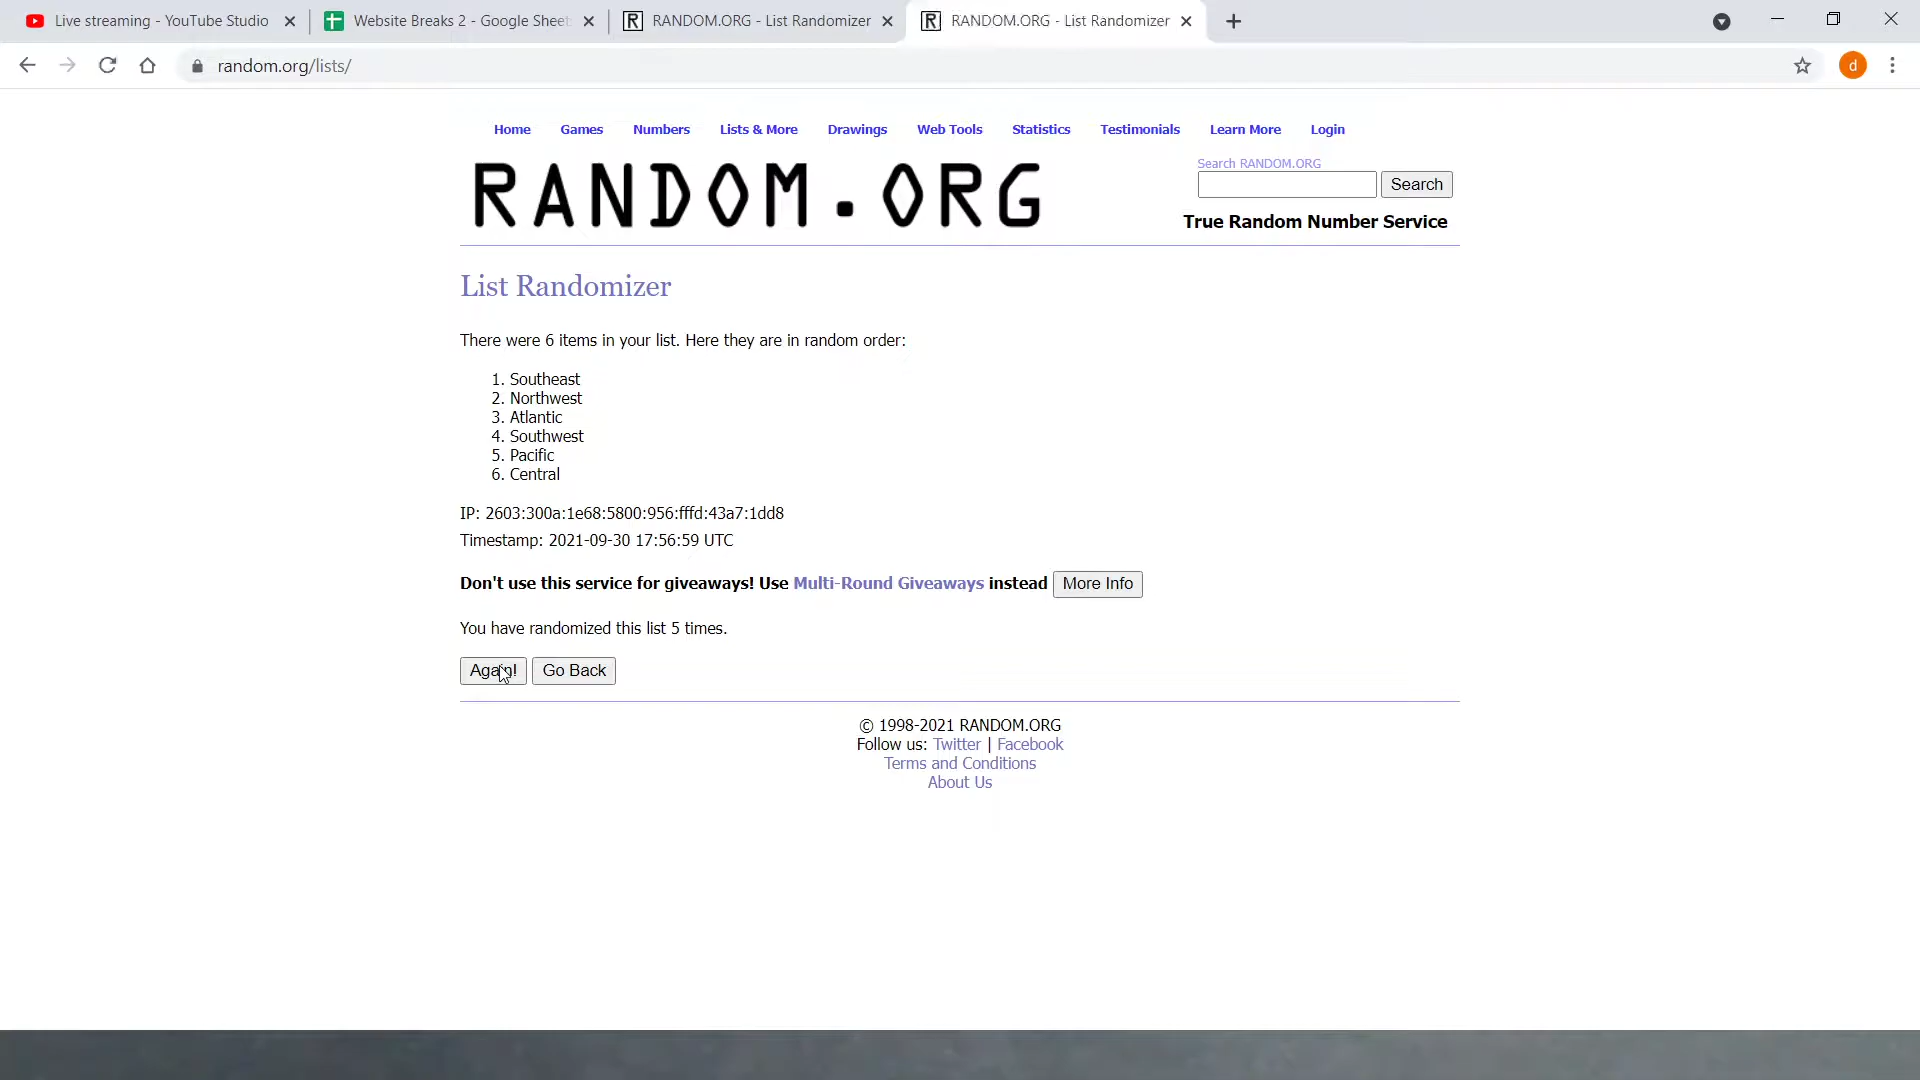 Live streaming - YouTube Studio
Website Breaks 2 - Google Sheet
RANDOM.ORG - List Randomizer
RANDOM.ORG - List Randomizer
random.org/lists/
d
Home Games Numbers Lists & More Drawings Web Tools Statistics Testimonials Learn More Login
RANDOM.ORG
Search RANDOM.ORG
Search
True Random Number Service
List Randomizer
There were 6 items in your list. Here they are in random order:
1. Southeast
2. Northwest
3. Atlantic
4. Southwest
5. Pacific
6. Central
IP: 2603:300a:1e68:5800:956:fffd:43a7:1dd8
Timestamp: 2021-09-30 17:56:59 UTC
Don't use this service for giveaways! Use Multi-Round Giveaways instead More Info
You have randomized this list 5 times.
Again! Go Back
© 1998-2021 RANDOM.ORG
Follow us: Twitter | Facebook
Terms and Conditions
About Us